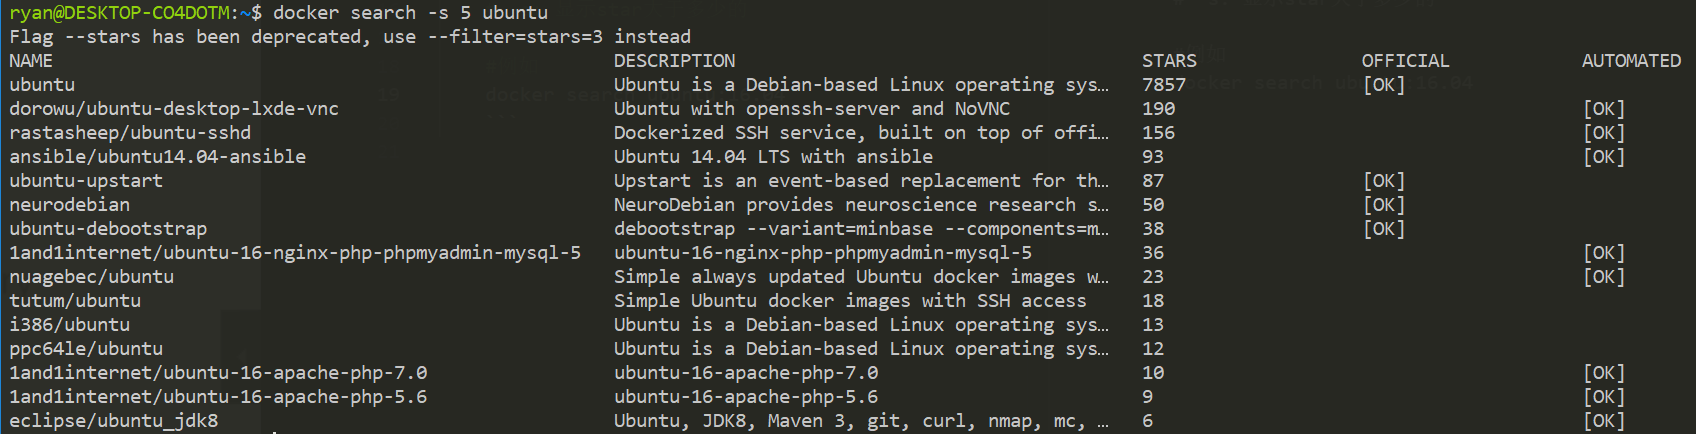 ryan@DESKTOP-CO4DOTM:~$ docker search -s 5 ubuntu
Flag --stars has been deprecated, use --filter=stars=3 instead
NAME DESCRIPTION STARS OFFICIAL AUTOMATED
ubuntu Ubuntu is a Debian-based Linux operating sys… 7857 [OK]
dorowu/ubuntu-desktop-lxde-vnc Ubuntu with openssh-server and NoVNC 190 [OK]
rastasheep/ubuntu-sshd Dockerized SSH service, built on top of offi… 156 [OK]
ansible/ubuntu14.04-ansible Ubuntu 14.04 LTS with ansible 93 [OK]
ubuntu-upstart Upstart is an event-based replacement for th… 87 [OK]
neurodebian NeuroDebian provides neuroscience research s… 50 [OK]
ubuntu-debootstrap debootstrap --variant=minbase --components=m… 38 [OK]
1and1internet/ubuntu-16-nginx-php-phpmyadmin-mysql-5 ubuntu-16-nginx-php-phpmyadmin-mysql-5 36 [OK]
nuagebec/ubuntu Simple always updated Ubuntu docker images w… 23 [OK]
tutum/ubuntu Simple Ubuntu docker images with SSH access 18
i386/ubuntu Ubuntu is a Debian-based Linux operating sys… 13
ppc64le/ubuntu Ubuntu is a Debian-based Linux operating sys… 12
1and1internet/ubuntu-16-apache-php-7.0 ubuntu-16-apache-php-7.0 10 [OK]
1and1internet/ubuntu-16-apache-php-5.6 ubuntu-16-apache-php-5.6 9 [OK]
eclipse/ubuntu_jdk8 Ubuntu, JDK8, Maven 3, git, curl, nmap, mc, … 6 [OK]